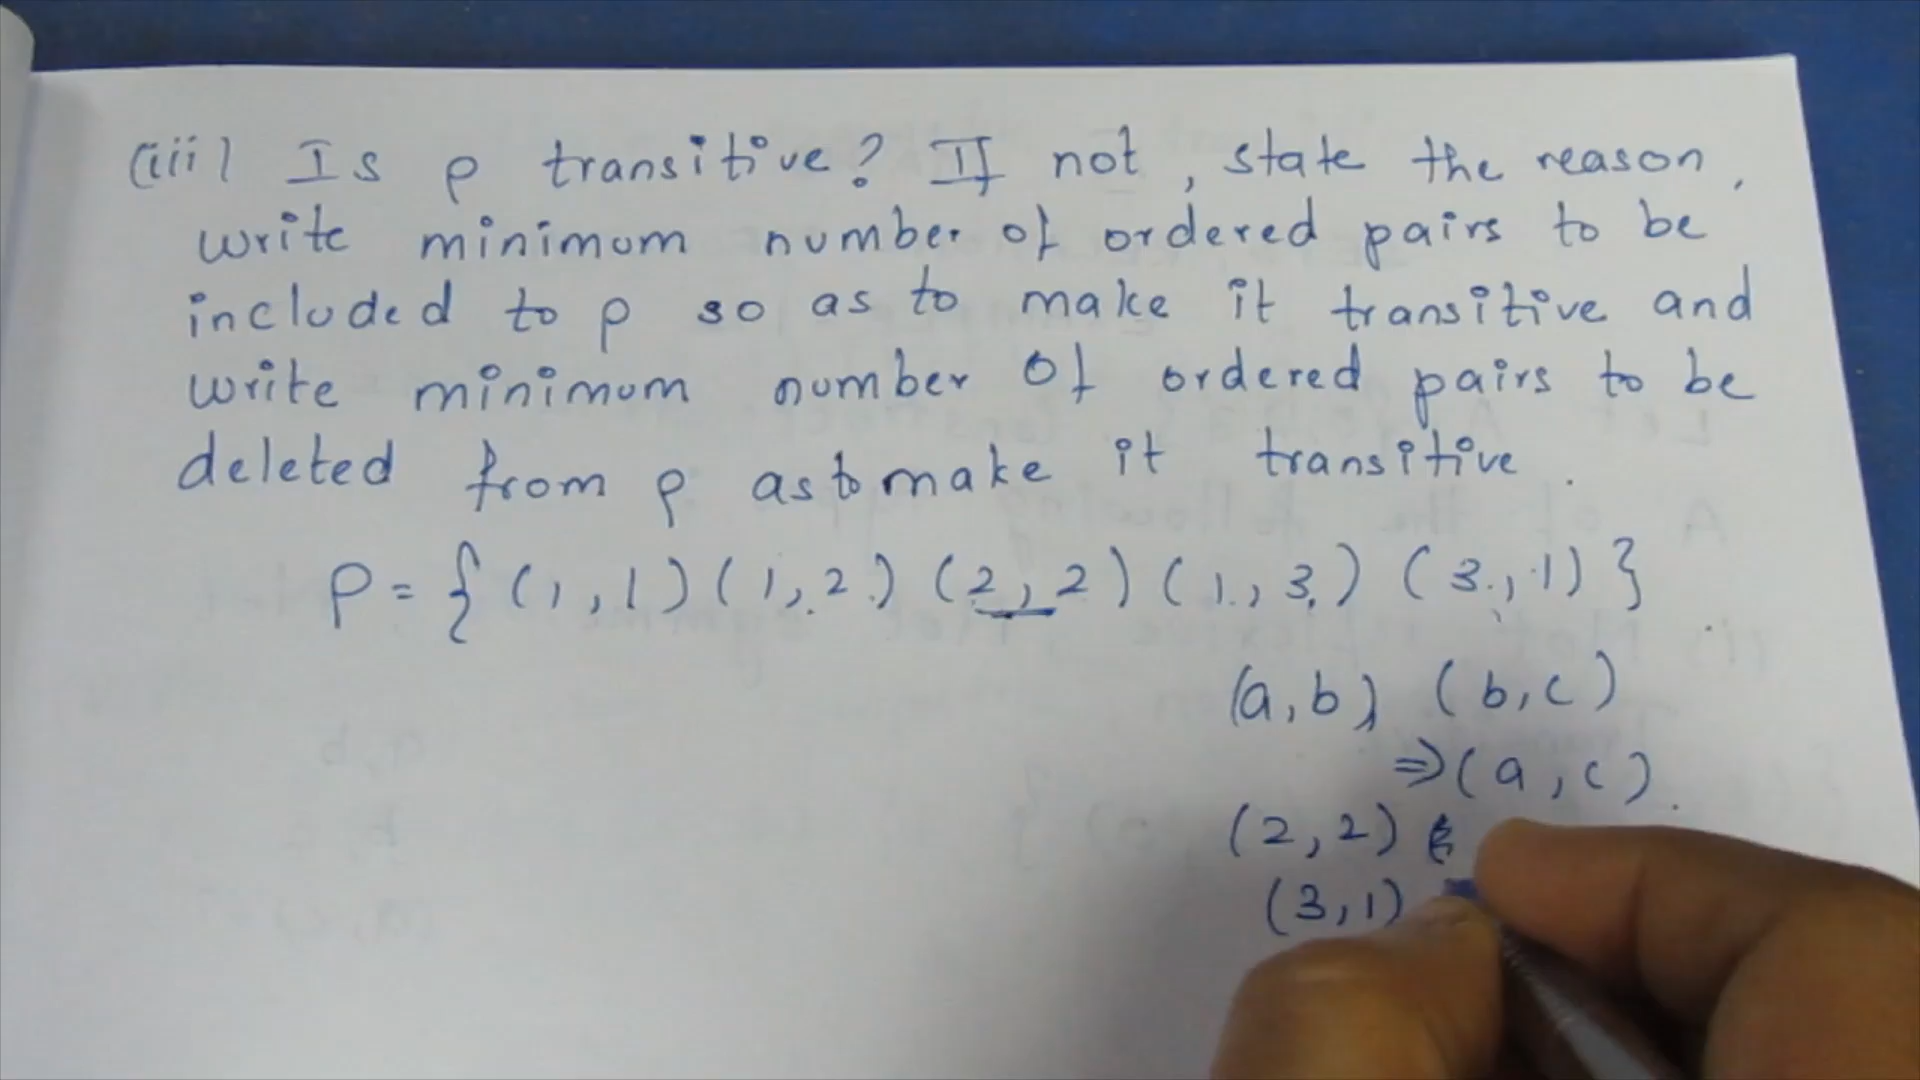 (iii) Is ρ transitive? If not, state the reason,
write minimum number of ordered pairs to be
included to ρ so as to make it transitive and
write minimum number of ordered pairs to be
deleted from ρ as to make it transitive.
ρ = { (1,1) (1,2) (2,2) (1,3) (3,1) }
(a,b) (b,c)
⇒ (a,c).
(2,2)
(3,1)